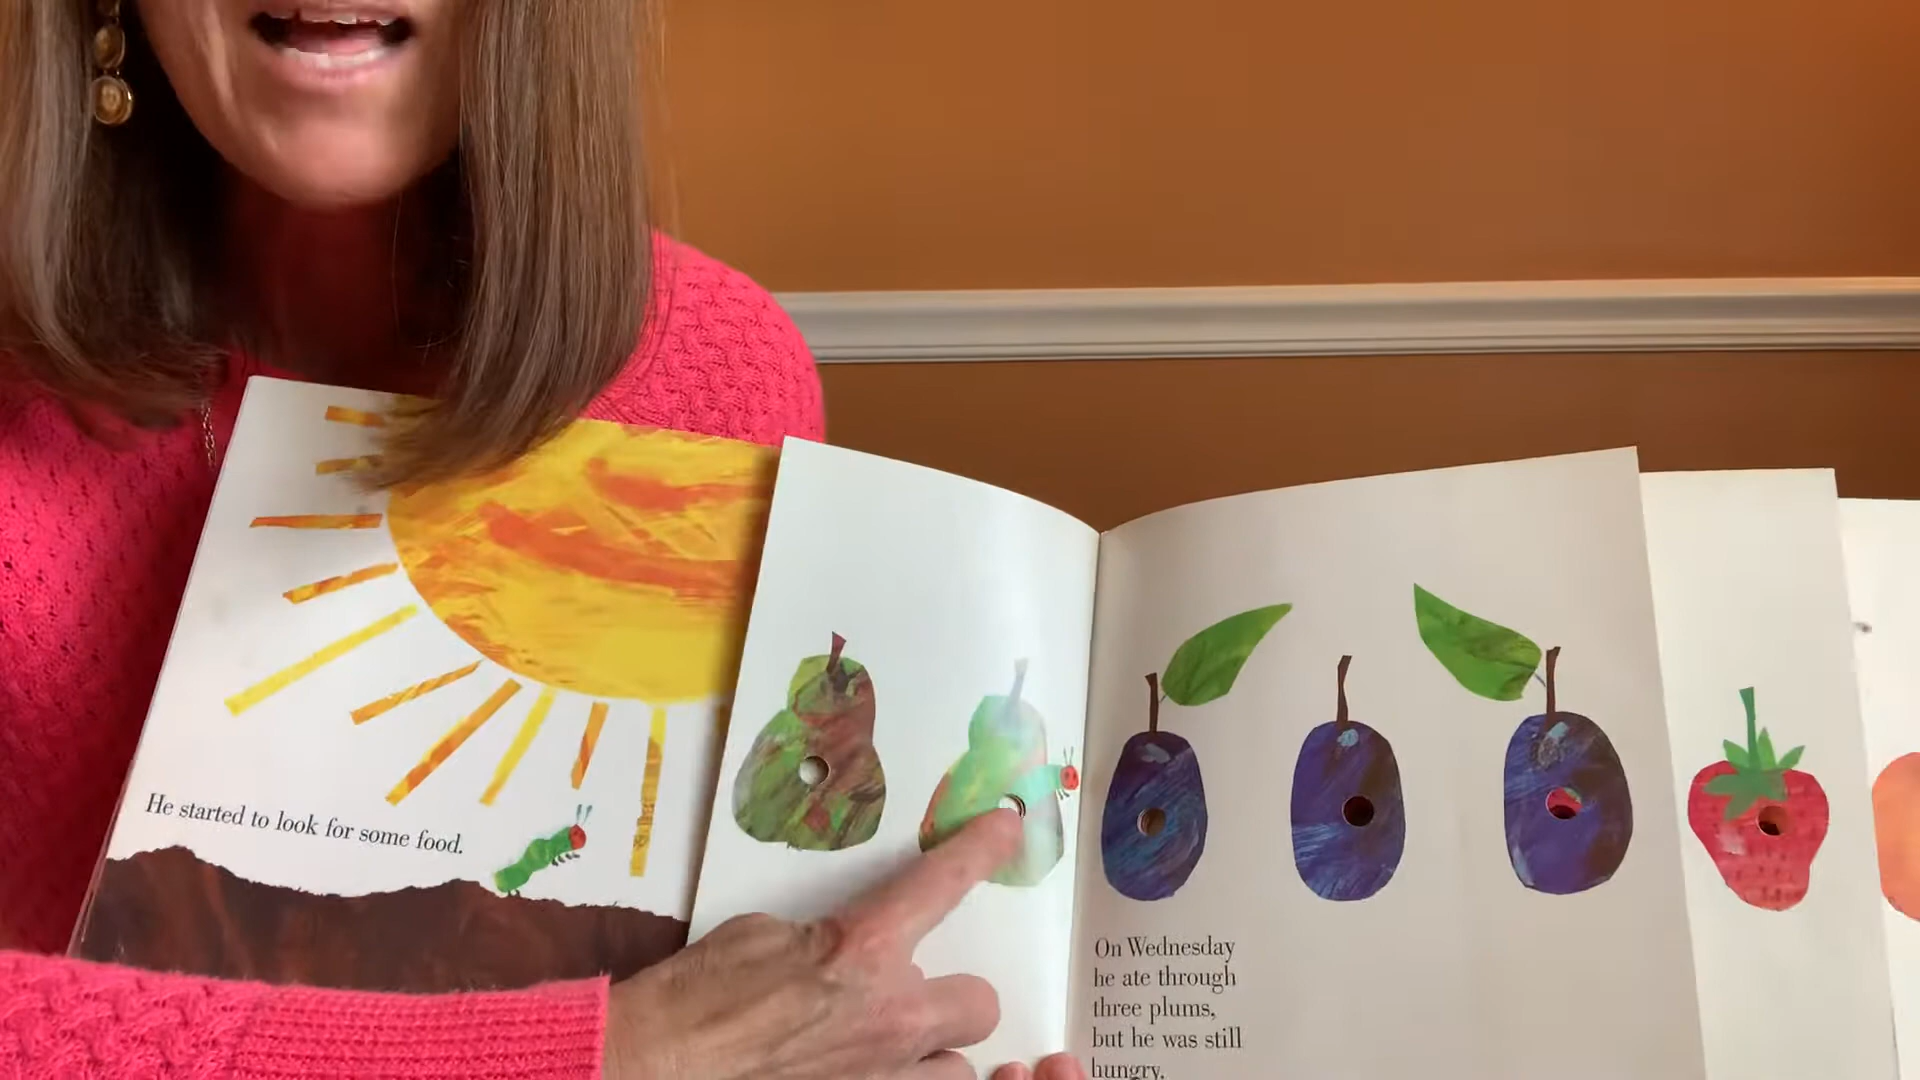 He started to look for some food.
On Wednesday
he ate through
three plums,
but he was still
hungry.